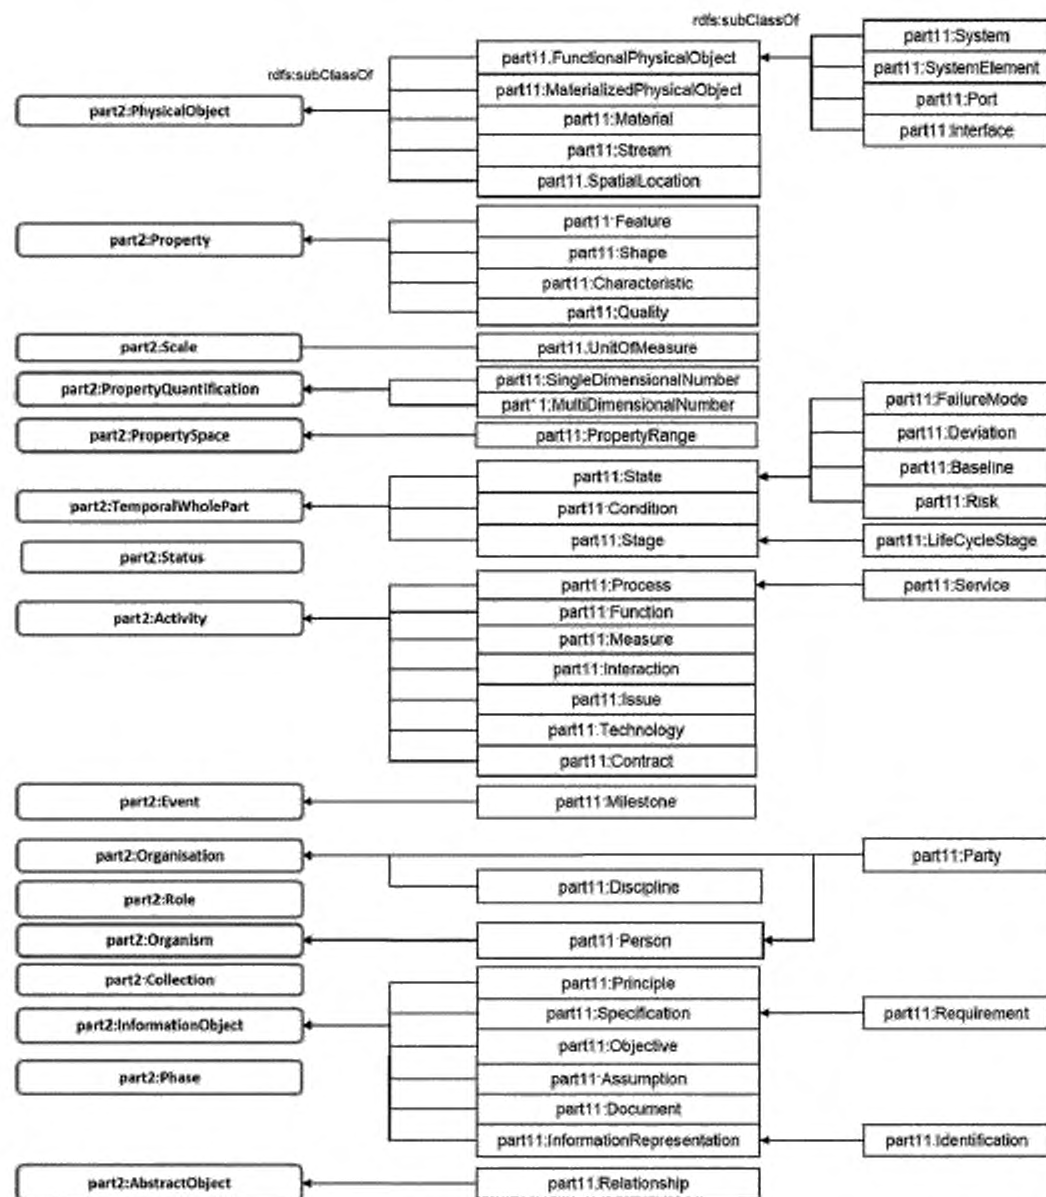 rdfs:subClassOf
part11:System
part11.FunctionalPhysicalObject
part11:SystemElement
rdfs:subClassOf
part11:MaterializedPhysicalObject
part11:Port
part2:PhysicalObject
part11:Material
part11:Interface
part11:Stream
part11.SpatialLocation
part11:Feature
part2:Property
part11:Shape
part11:Characteristic
part11:Quality
part2:Scale
part11.UnitOfMeasure
part11:SingleDimensionalNumber
part2:PropertyQuantification
part11:FailureMode
part1:MultiDimensionalNumber
part11:Deviation
part2:PropertySpace
part11:PropertyRange
part11:Baseline
part11:State
part11:Risk
part2:TemporalWholePart
part11:Condition
part11:Stage
part11:LifeCycleStage
part2:Status
part11:Process
part11:Service
part11:Function
part2:Activity
part11:Measure
part11:Interaction
part11:Issue
part11:Technology
part11:Contract
part2:Event
part11:Milestone
part2:Organisation
part11:Party
part11:Discipline
part2:Role
part2:Organism
part11:Person
part2:Collection
part11:Principle
part11:Specification
part11:Requirement
part2:InformationObject
part11:Objective
part2:Phase
part11:Assumption
part11:Document
part11:InformationRepresentation
part11.Identification
part2:AbstractObject
part11:Relationship